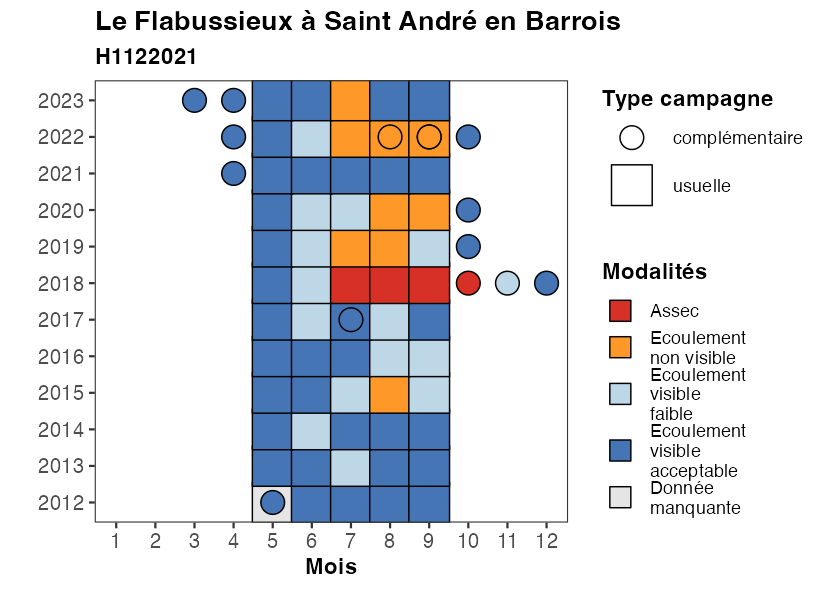 Le Flabussieux à Saint André en Barrois
H1122021
2023
2022
2021
2020
2019
2018
2017
2016
2015
2014
2013
2012
1 2 3 4 5 6 7 8 9 10 11 12
Mois
Type campagne
complémentaire
usuelle
Modalités
Assec
Ecoulement
non visible
Ecoulement
visible
faible
Ecoulement
visible
acceptable
Donnée
manquante